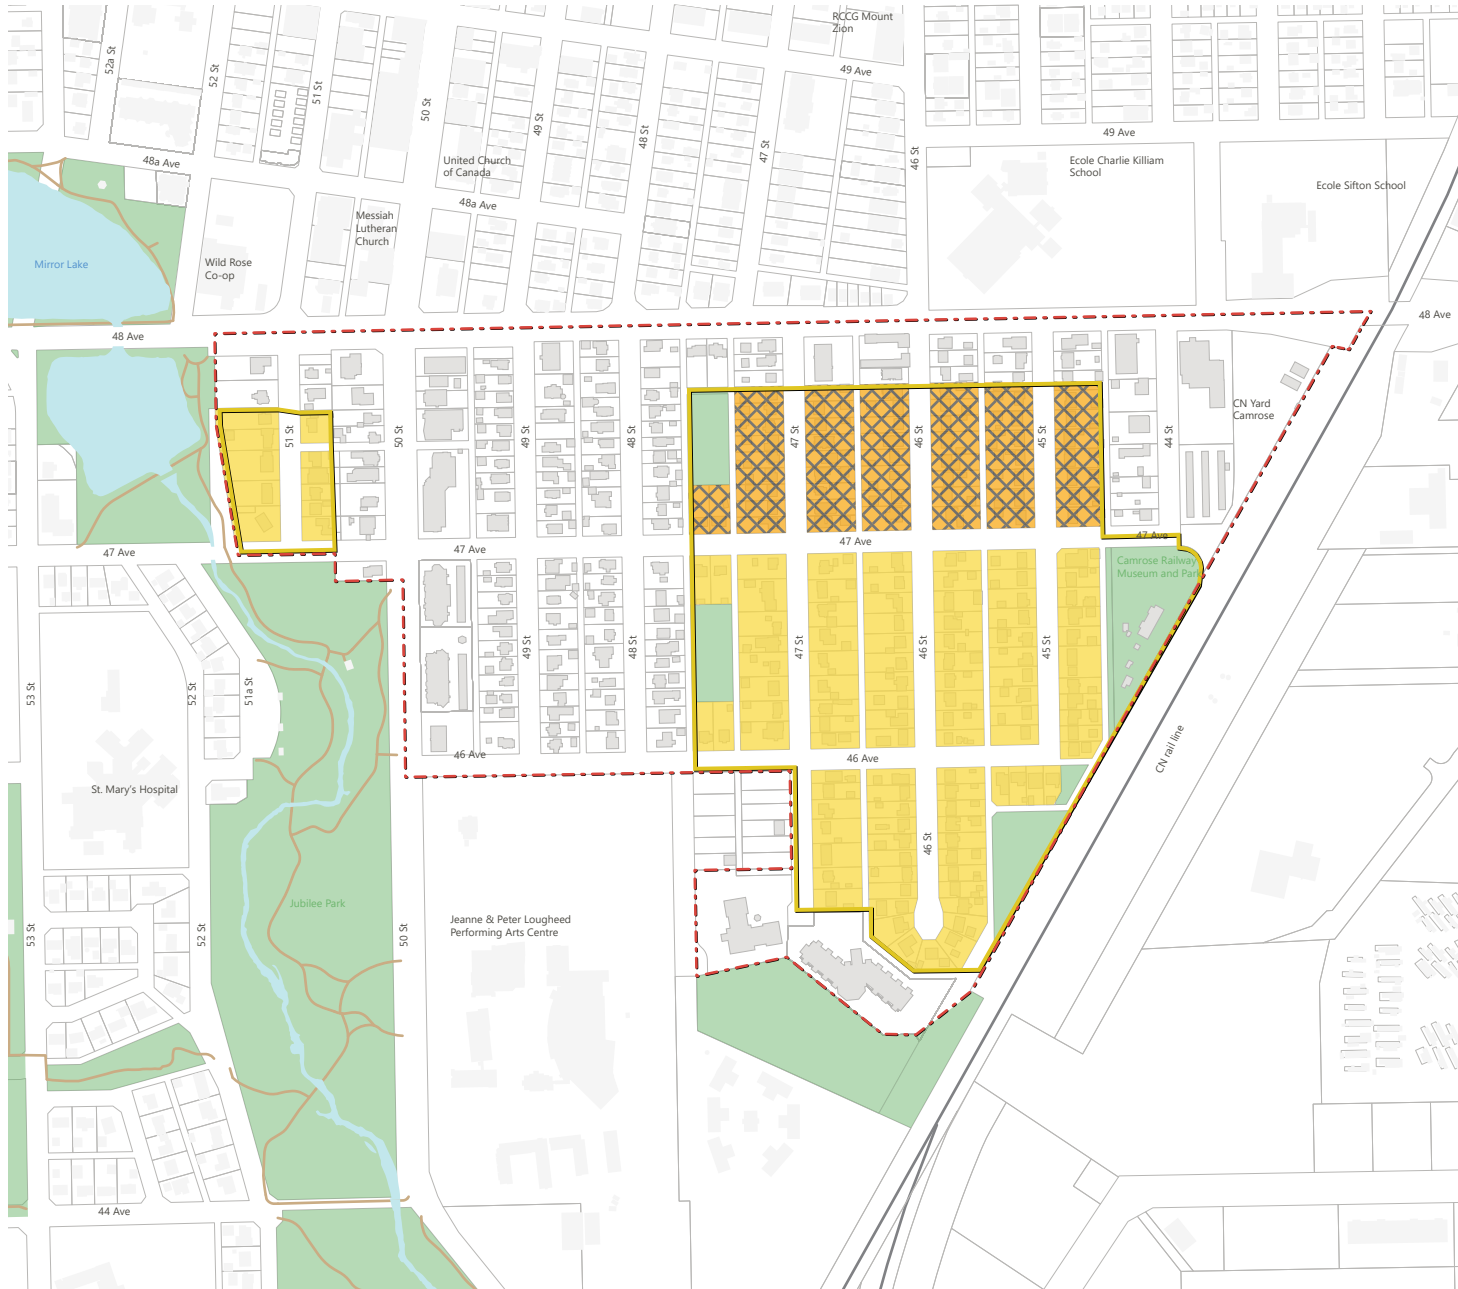 RCCG Mount
Zion
52a St
52 St
51 St
50 St
49 St
48 St
47 St
49 Ave
46 St
49 Ave
48a Ave
United Church
of Canada
Ecole Charlie Killiam
School
Ecole Sifton School
48a Ave
Messiah
Lutheran
Church
Mirror Lake
Wild Rose
Co-op
48 Ave
48 Ave
CN Yard
Camrose
51 St
50 St
49 St
48 St
47 St
46 St
45 St
44 St
47 Ave
47 Ave
47 Ave
47 Ave
Camrose Railway
Museum and Park
53 St
52 St
51a St
49 St
48 St
47 St
46 St
45 St
CN rail line
46 Ave
46 Ave
St. Mary's Hospital
46 St
Jubilee Park
Jeanne & Peter Lougheed
Performing Arts Centre
53 St
52 St
50 St
44 Ave